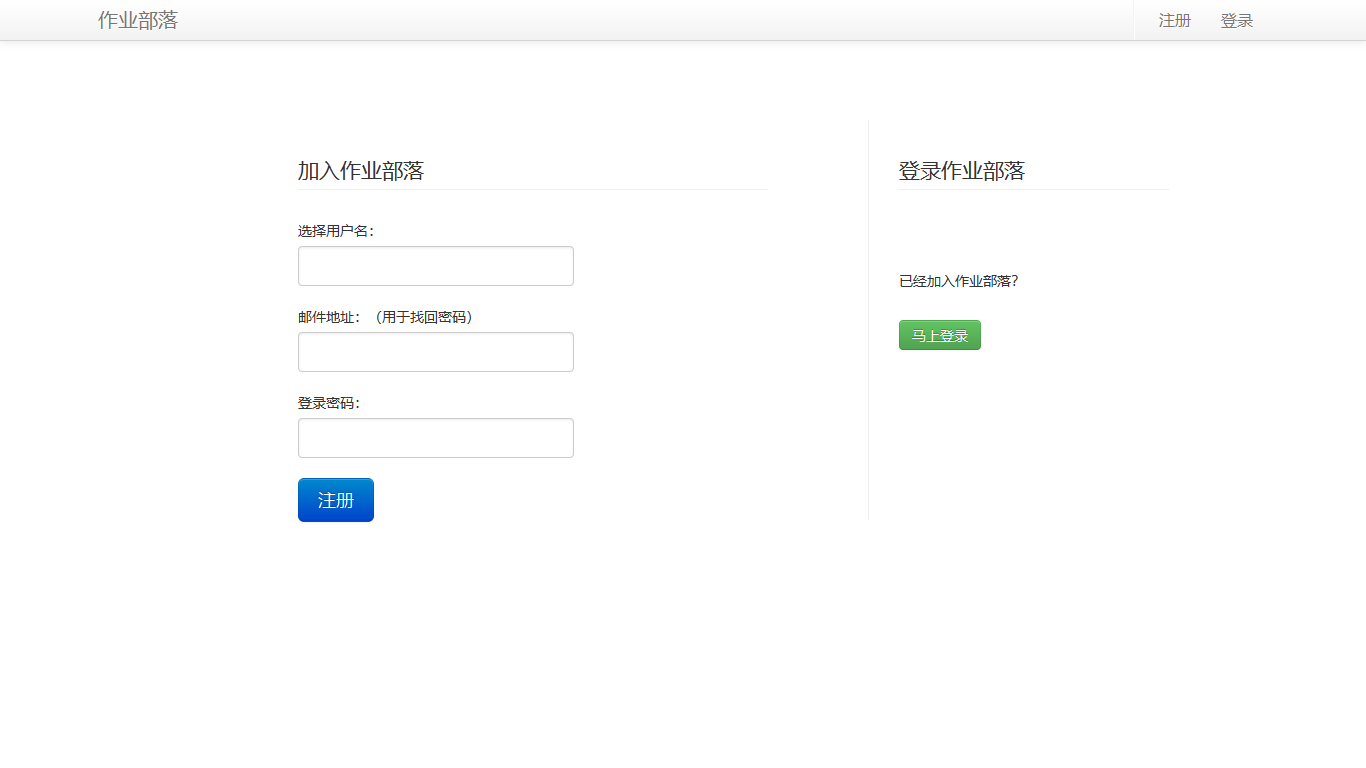 作业部落
注册 登录
加入作业部落
选择用户名：
邮件地址：（用于找回密码）
登录密码：
注册
登录作业部落
已经加入作业部落？
马上登录